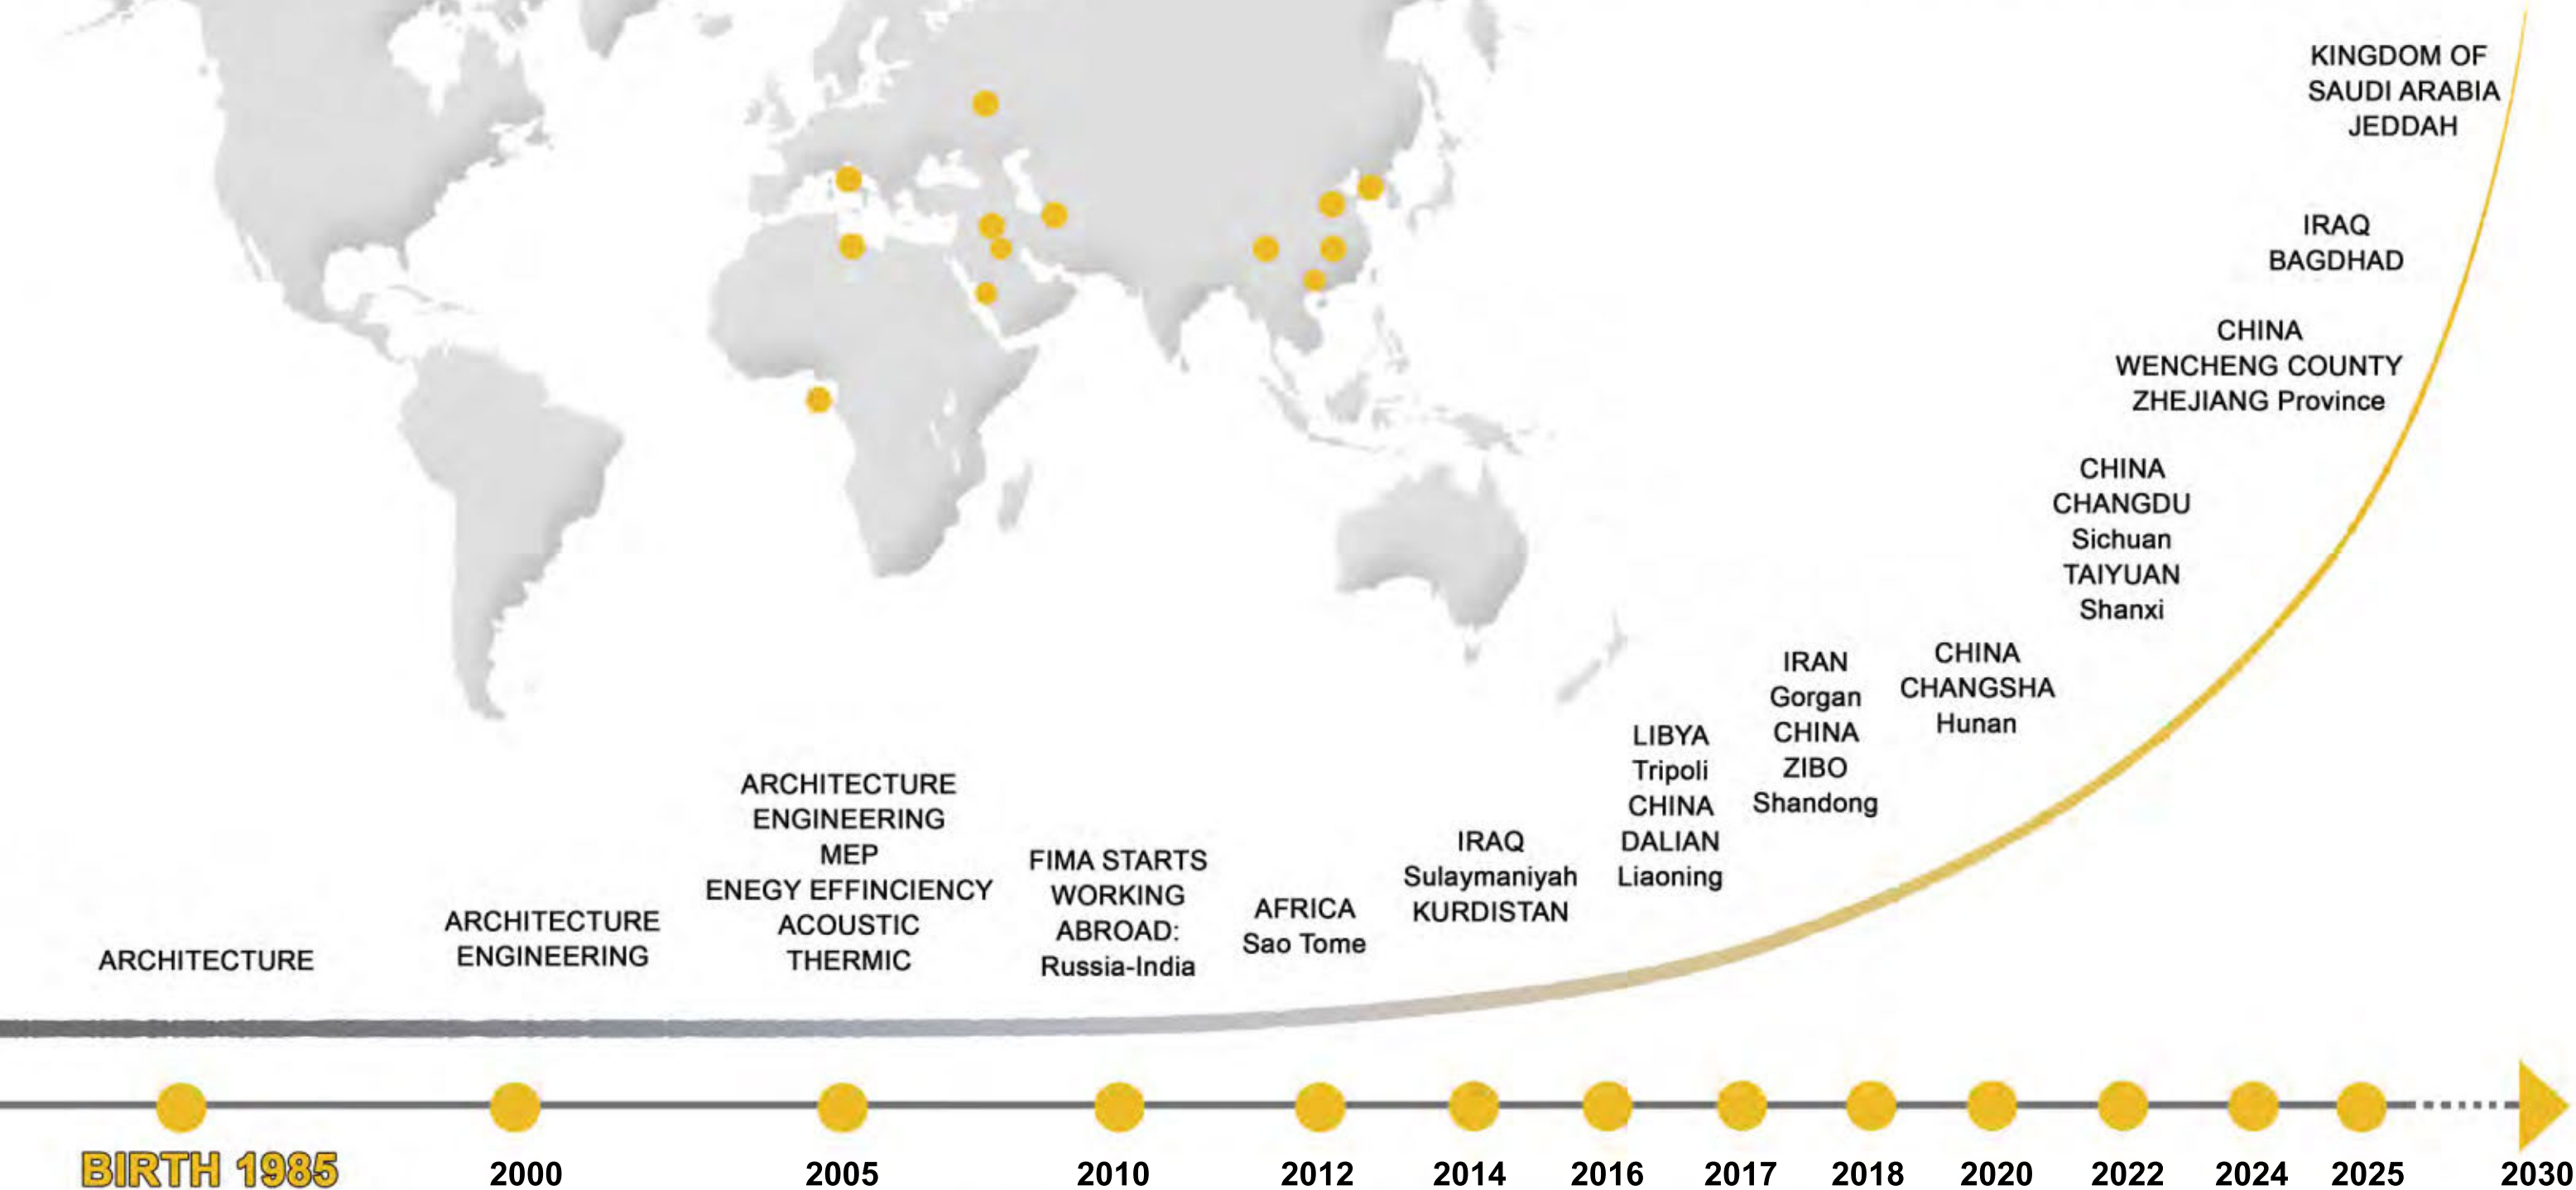 ARCHITECTURE
ARCHITECTURE
ENGINEERING
ARCHITECTURE
ENGINEERING
MEP
ENEGY EFFINCIENCY
ACOUSTIC
THERMIC
FIMA STARTS
WORKING
ABROAD:
Russia-India
AFRICA
Sao Tome
IRAQ
Sulaymaniyah
KURDISTAN
LIBYA
Tripoli
CHINA
DALIAN
Liaoning
IRAN
Gorgan
CHINA
ZIBO
Shandong
CHINA
CHANGSHA
Hunan
CHINA
CHANGDU
Sichuan
TAIYUAN
Shanxi
CHINA
WENCHENG COUNTY
ZHEJIANG Province
IRAQ
BAGDHAD
KINGDOM OF
SAUDI ARABIA
JEDDAH
BIRTH 1985
2000
2005
2010
2012
2014
2016
2017
2018
2020
2022
2024
2025
2030